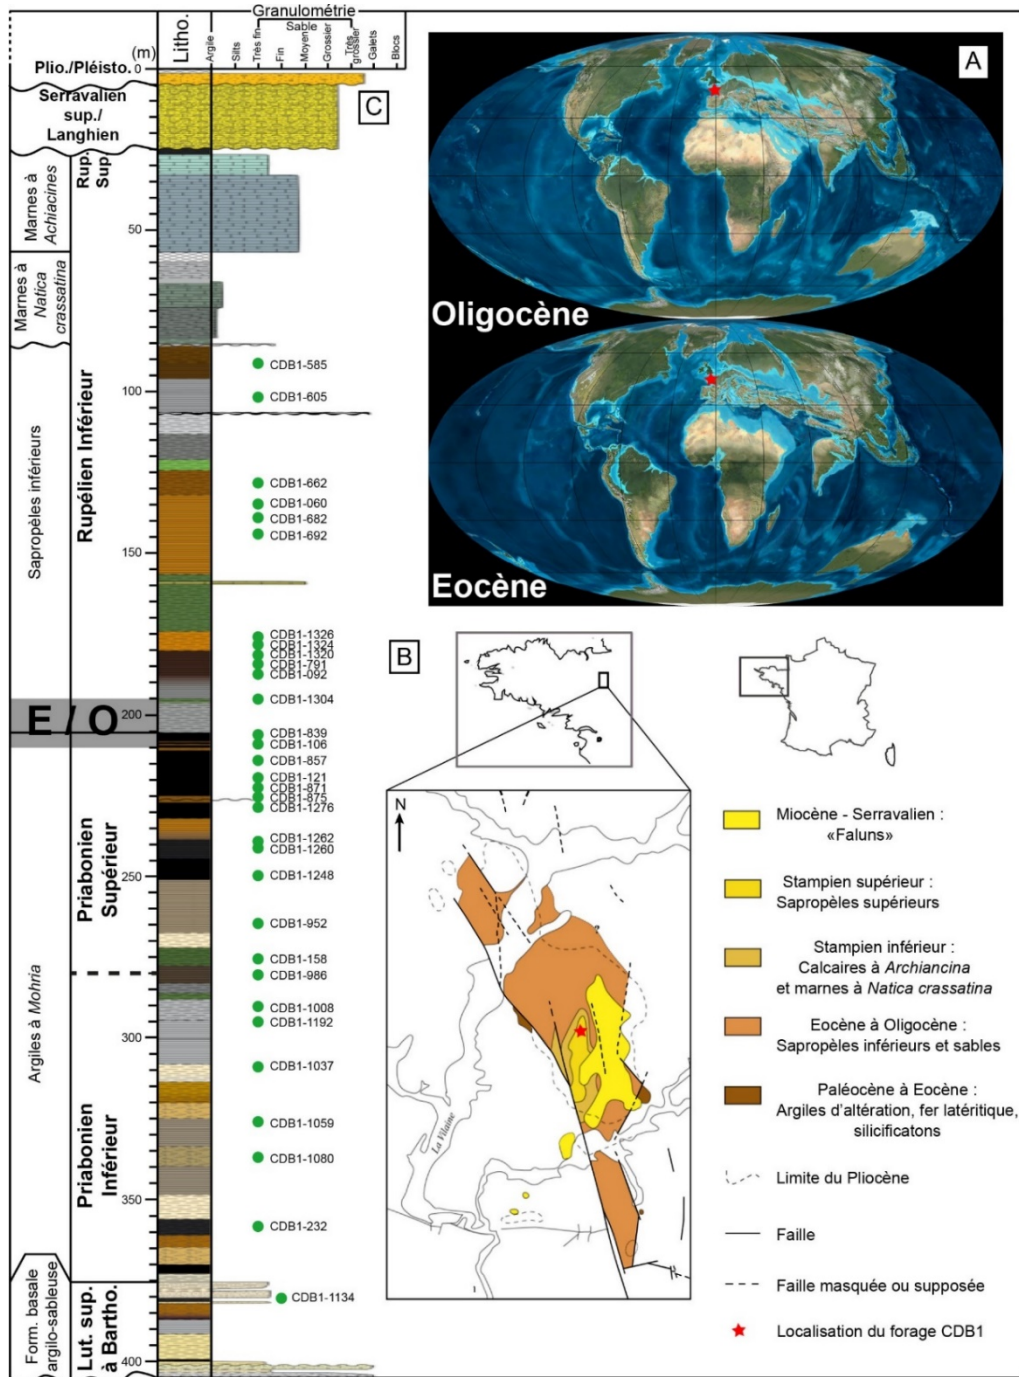 Granulométrie
Sable
Litho.
Argile
Silts
Très fin
Fin
Moyen
Grossier
Très
grossier
Galets
Blocs
(m)
0
Plio./Pléisto.
Serravalien
sup./
Langhien
C
Rup.
Sup.
Marnes à
Achiacines
50
Marnes à
Natica
crassatina
CDB1-585
100
CDB1-605
Sapropèles inférieurs
Rupélien Inférieur
CDB1-662
CDB1-060
CDB1-682
CDB1-692
150
CDB1-1326
CDB1-1324
CDB1-1320
CDB1-791
CDB1-092
CDB1-1304
E / O
200
CDB1-839
CDB1-106
CDB1-857
CDB1-121
CDB1-871
CDB1-875
CDB1-1276
Priabonien
Supérieur
CDB1-1262
CDB1-1260
250
CDB1-1248
CDB1-952
CDB1-158
CDB1-986
Argiles à Mohria
CDB1-1008
CDB1-1192
300
CDB1-1037
Priabonien
Inférieur
CDB1-1059
CDB1-1080
350
CDB1-232
Form. basale
argilo-sableuse
Lut. sup.
à Bartho.
CDB1-1134
400
A
Oligocène
Eocène
B
N
La Vilaine
Miocène - Serravalien :
«Faluns»
Stampien supérieur :
Sapropèles supérieurs
Stampien inférieur :
Calcaires à Archiancina
et marnes à Natica crassatina
Eocène à Oligocène :
Sapropèles inférieurs et sables
Paléocène à Eocène :
Argiles d'altération, fer latéritique,
silicificatons
Limite du Pliocène
Faille
Faille masquée ou supposée
Localisation du forage CDB1